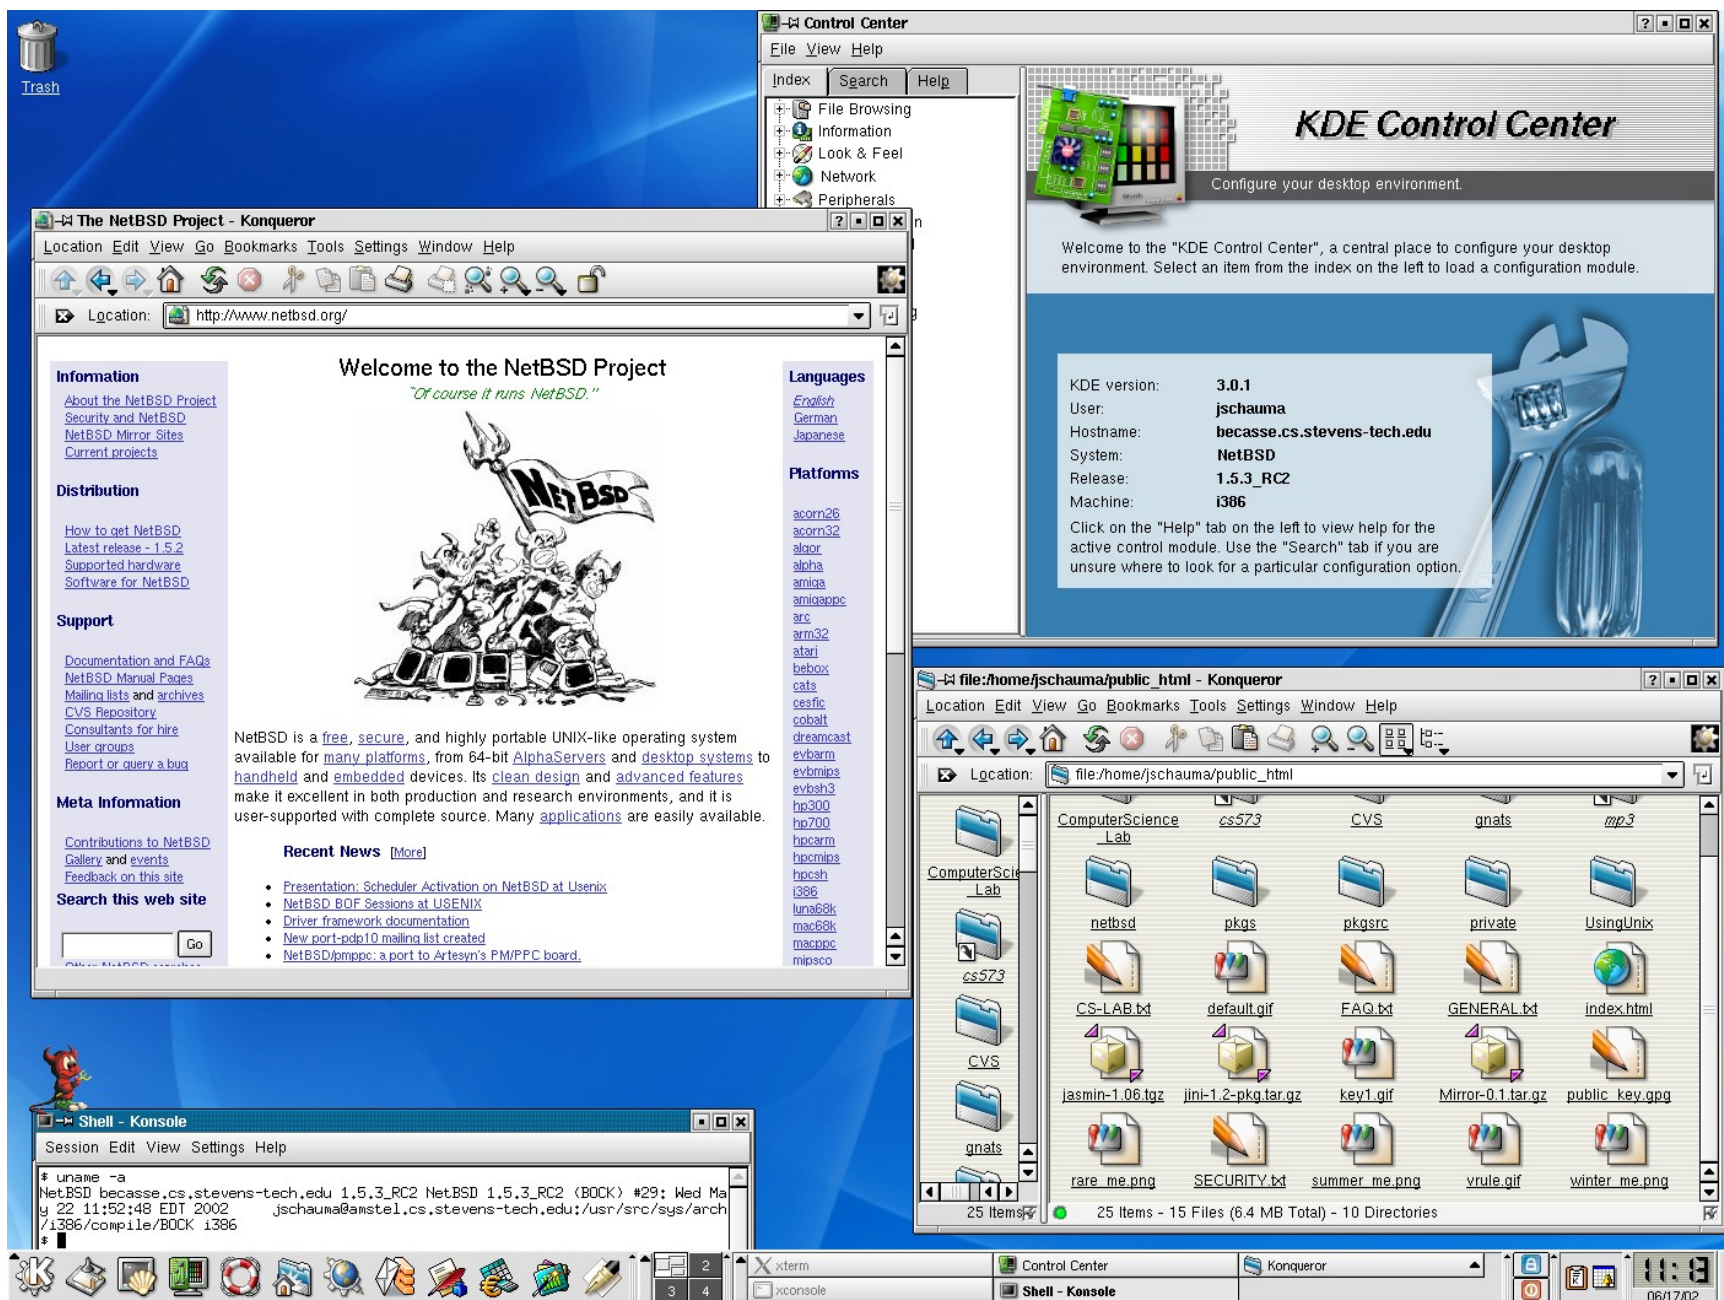 Trash
Control Center
File View Help
Index Search Help
File Browsing
Information
Look & Feel
Network
Peripherals
KDE Control Center
Configure your desktop environment.
Welcome to the "KDE Control Center", a central place to configure your desktop
environment. Select an item from the index on the left to load a configuration module.
KDE version: 3.0.1
User: jschauma
Hostname: becasse.cs.stevens-tech.edu
System: NetBSD
Release: 1.5.3_RC2
Machine: i386
Click on the "Help" tab on the left to view help for the
active control module. Use the "Search" tab if you are
unsure where to look for a particular configuration option.
The NetBSD Project - Konqueror
Location Edit View Go Bookmarks Tools Settings Window Help
Location: http://www.netbsd.org/
Information
About the NetBSD Project
Security and NetBSD
NetBSD Mirror Sites
Current projects
Distribution
How to get NetBSD
Latest release - 1.5.2
Supported hardware
Software for NetBSD
Support
Documentation and FAQs
NetBSD Manual Pages
Mailing lists and archives
CVS Repository
Consultants for hire
User groups
Report or query a bug
Meta Information
Contributions to NetBSD
Gallery and events
Feedback on this site
Search this web site
Go
Welcome to the NetBSD Project
"Of course it runs NetBSD."
NetBSD
NetBSD is a free, secure, and highly portable UNIX-like operating system
available for many platforms, from 64-bit AlphaServers and desktop systems to
handheld and embedded devices. Its clean design and advanced features
make it excellent in both production and research environments, and it is
user-supported with complete source. Many applications are easily available.
Recent News [More]
Presentation: Scheduler Activation on NetBSD at Usenix
NetBSD BOF Sessions at USENIX
Driver framework documentation
New port-pdp10 mailing list created
NetBSD/pmppc: a port to Artesyn's PM/PPC board.
Languages
English
German
Japanese
Platforms
acorn26
acorn32
algor
alpha
amiga
amigappc
arc
arm32
atari
bebox
cats
cesfic
cobalt
dreamcast
evbarm
evbmips
evbsh3
hp300
hp700
hpcarm
hpcmips
hpcsh
i386
luna68k
mac68k
macppc
mipsco
file:/home/jschauma/public_html - Konqueror
Location Edit View Go Bookmarks Tools Settings Window Help
Location: file:/home/jschauma/public_html
ComputerScie
_Lab
cs573
CVS
gnats
25 Items
ComputerScience
_Lab
cs573 CVS gnats mp3
netbsd pkgs pkgsrc private UsingUnix
CS-LAB.txt default.gif FAQ.txt GENERAL.txt index.html
jasmin-1.06.tgz jini-1.2-pkg.tar.gz key1.gif Mirror-0.1.tar.gz public_key.gpg
rare_me.png SECURITY.txt summer_me.png vrule.gif winter_me.png
25 Items - 15 Files (6.4 MB Total) - 10 Directories
Shell - Konsole
Session Edit View Settings Help
$ uname -a
NetBSD becasse.cs.stevens-tech.edu 1.5.3_RC2 NetBSD 1.5.3_RC2 (BOCK) #29: Wed Ma
y 22 11:52:48 EDT 2002 jschauma@amstel.cs.stevens-tech.edu:/usr/src/sys/arch
/i386/compile/BOCK i386
$
2
3 4
xterm
xconsole
Control Center
Shell - Konsole
Konqueror
11:13
06/17/02